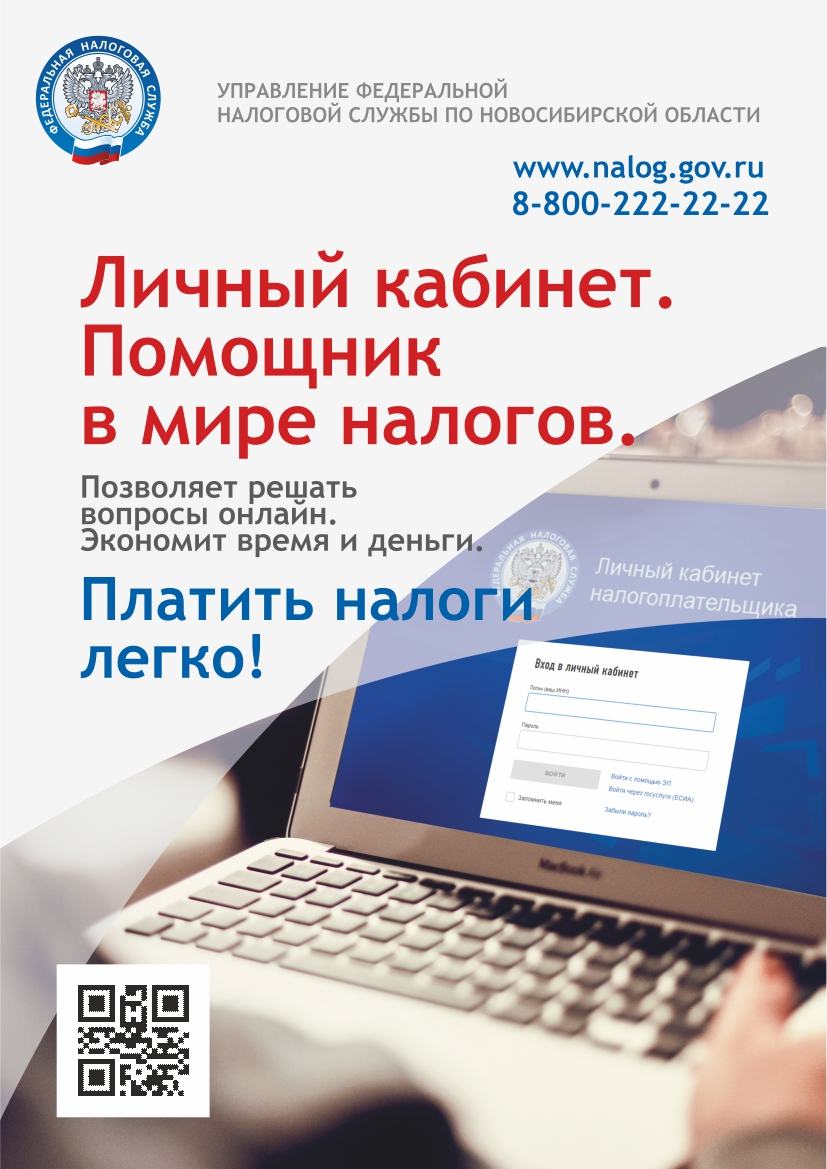 ФЕДЕРАЛЬНАЯ НАЛОГОВАЯ СЛУЖБА
УПРАВЛЕНИЕ ФЕДЕРАЛЬНОЙ
НАЛОГОВОЙ СЛУЖБЫ ПО НОВОСИБИРСКОЙ ОБЛАСТИ
www.nalog.gov.ru
8-800-222-22-22
Личный кабинет.
Помощник
в мире налогов.
Позволяет решать
вопросы онлайн.
Экономит время и деньги.
Платить налоги
легко!
ФЕДЕРАЛЬНАЯ НАЛОГОВАЯ СЛУЖБА
Личный кабинет
налогоплательщика
Вход в личный кабинет
Логин (ваш ИНН)
Пароль
ВОЙТИ
Войти с помощью ЭП
Войти через госуслуги (ЕСИА)
Запомнить меня
Забыли пароль?
MacBook Air